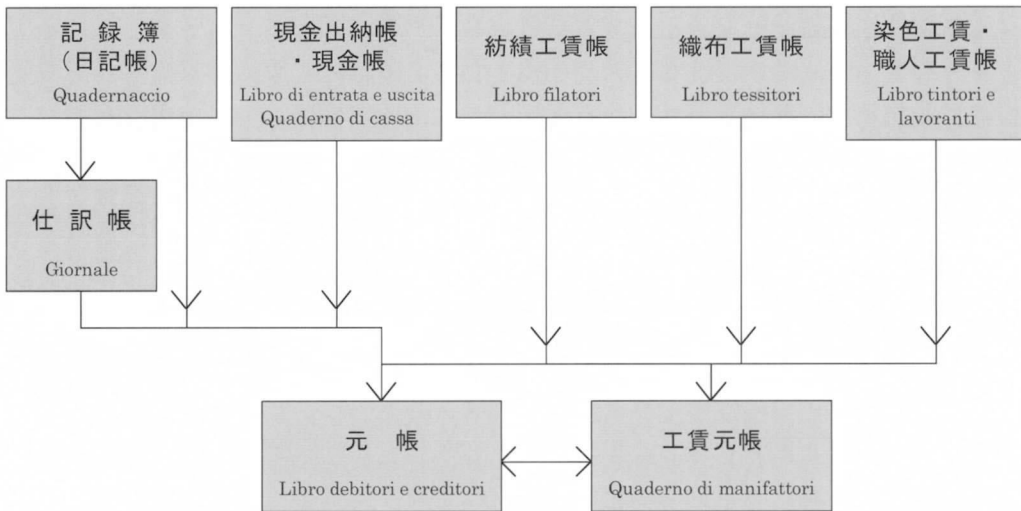 記録簿
（日記帳）
Quadernaccio
現金出納帳
・現金帳
Libro di entrata e uscita
Quaderno di cassa
紡績工賃帳
Libro filatori
織布工賃帳
Libro tessitori
染色工賃・
職人工賃帳
Libro tintori e
lavoranti
仕訳帳
Giornale
元帳
Libro debitori e creditori
工賃元帳
Quaderno di manifattori